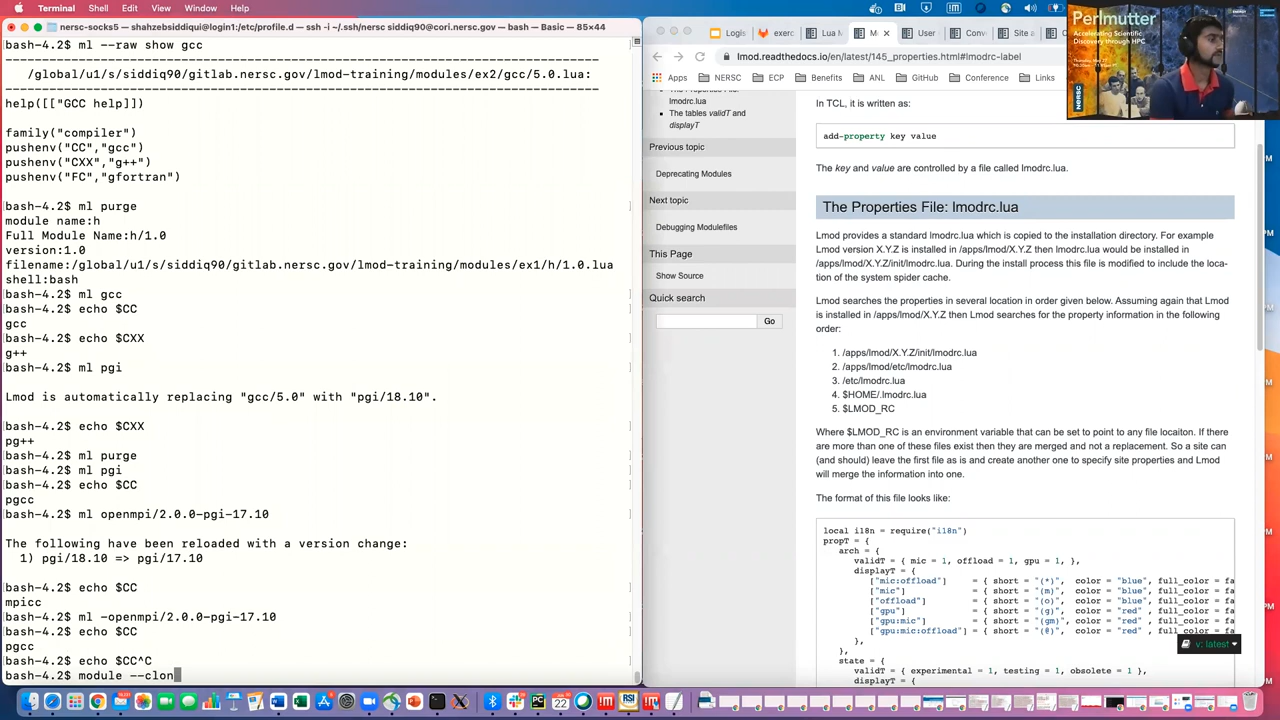 Terminal Shell Edit View Window Help
nersc-socks5 — shahzebsiddiqui@login1:/etc/profile.d — ssh -i ~/.ssh/nersc siddiq90@cori.nersc.gov — bash — Basic — 85×44
bash-4.2$ ml --raw show gcc
/global/u1/s/siddiq90/gitlab.nersc.gov/lmod-training/modules/ex2/gcc/5.0.lua:
help([[GCC help]])
family("compiler")
pushenv("CC","gcc")
pushenv("CXX","g++")
pushenv("FC","gfortran")
bash-4.2$ ml purge
module name:h
Full Module Name:h/1.0
version:1.0
filename:/global/u1/s/siddiq90/gitlab.nersc.gov/lmod-training/modules/ex1/h/1.0.lua
shell:bash
bash-4.2$ ml gcc
bash-4.2$ echo $CC
gcc
bash-4.2$ echo $CXX
g++
bash-4.2$ ml pgi
Lmod is automatically replacing "gcc/5.0" with "pgi/18.10".
bash-4.2$ echo $CXX
pg++
bash-4.2$ ml purge
bash-4.2$ ml pgi
bash-4.2$ echo $CC
pgcc
bash-4.2$ ml openmpi/2.0.0-pgi-17.10
The following have been reloaded with a version change:
1) pgi/18.10 => pgi/17.10
bash-4.2$ echo $CC
mpicc
bash-4.2$ ml -openmpi/2.0.0-pgi-17.10
bash-4.2$ echo $CC
pgcc
bash-4.2$ echo $CC^C
bash-4.2$ module --clon
Logis
exerc
Lua M
M
User
Conv
Site a
lmod.readthedocs.io/en/latest/145_properties.html#lmodrc-label
Apps NERSC ECP Benefits ANL GitHub Conference Links
Perlmutter
Accelerating Scientific
Discovery through HPC
NERSC
The Properties File:
lmodrc.lua
The tables validT and
displayT
Previous topic
Deprecating Modules
Next topic
Debugging Modulefiles
This Page
Show Source
Quick search
Go
In TCL, it is written as:
add-property key value
The key and value are controlled by a file called lmodrc.lua.
The Properties File: lmodrc.lua
Lmod provides a standard lmodrc.lua which is copied to the installation directory. For example
Lmod version X.Y.Z is installed in /apps/lmod/X.Y.Z then lmodrc.lua would be installed in
/apps/lmod/X.Y.Z/init/lmodrc.lua. During the install process this file is modified to include the loca-
tion of the system spider cache.
Lmod searches the properties in several location in order given below. Assuming again that Lmod
is installed in /apps/lmod/X.Y.Z then Lmod searches for the property information in the following
order:
1. /apps/lmod/X.Y.Z/init/lmodrc.lua
2. /apps/lmod/etc/lmodrc.lua
3. /etc/lmodrc.lua
4. $HOME/.lmodrc.lua
5. $LMOD_RC
Where $LMOD_RC is an environment variable that can be set to point to any file locaiton. If there
are more than one of these files exist then they are merged and not a replacement. So a site can
(and should) leave the first file as is and create another one to specify site properties and Lmod
will merge the information into one.
The format of this file looks like:
local i18n = require("i18n")
propT = {
arch = {
validT = { mic = 1, offload = 1, gpu = 1, },
displayT = {
["mic:offload"] = { short = "(*)", color = "blue", full_color = fa
["mic"] = { short = "(m)", color = "blue", full_color = fa
["offload"] = { short = "(o)", color = "blue", full_color = fa
["gpu"] = { short = "(g)", color = "red" , full_color = fa
["gpu:mic:offload"] = { short = "(@)", color = "red" , full_color = fa
},
},
state = {
validT = { experimental = 1, testing = 1, obsolete = 1 },
displayT = {
v: latest